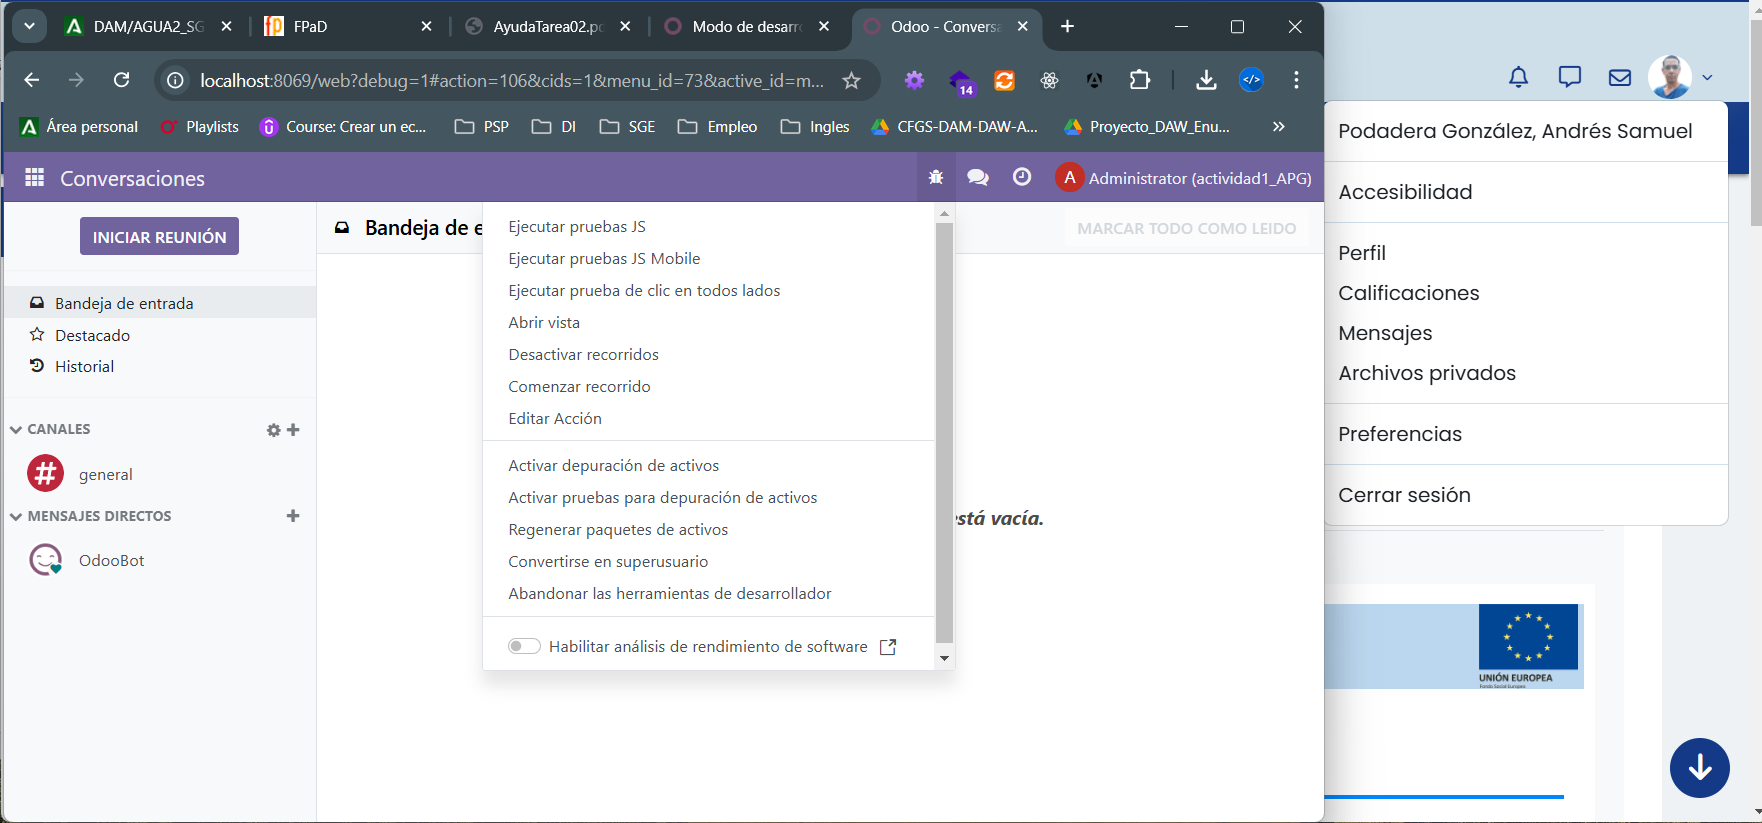 DAM/AGUA2_SG
FPaD
AyudaTarea02.pd
Modo de desarr
Odoo - Conversa
localhost:8069/web?debug=1#action=106&cids=1&menu_id=73&active_id=m...
14
Área personal
Playlists
Course: Crear un ec...
PSP
DI
SGE
Empleo
Ingles
CFGS-DAM-DAW-A...
Proyecto_DAW_Enu...
Conversaciones
A
Administrator (actividad1_APG)
INICIAR REUNIÓN
Bandeja de entrada
Destacado
Historial
CANALES
general
MENSAJES DIRECTOS
OdooBot
Bandeja de e
MARCAR TODO COMO LEIDO
Ejecutar pruebas JS
Ejecutar pruebas JS Mobile
Ejecutar prueba de clic en todos lados
Abrir vista
Desactivar recorridos
Comenzar recorrido
Editar Acción
Activar depuración de activos
Activar pruebas para depuración de activos
Regenerar paquetes de activos
Convertirse en superusuario
Abandonar las herramientas de desarrollador
Habilitar análisis de rendimiento de software
está vacía.
Podadera González, Andrés Samuel
Accesibilidad
Perfil
Calificaciones
Mensajes
Archivos privados
Preferencias
Cerrar sesión
UNIÓN EUROPEA
Fondo Social Europeo